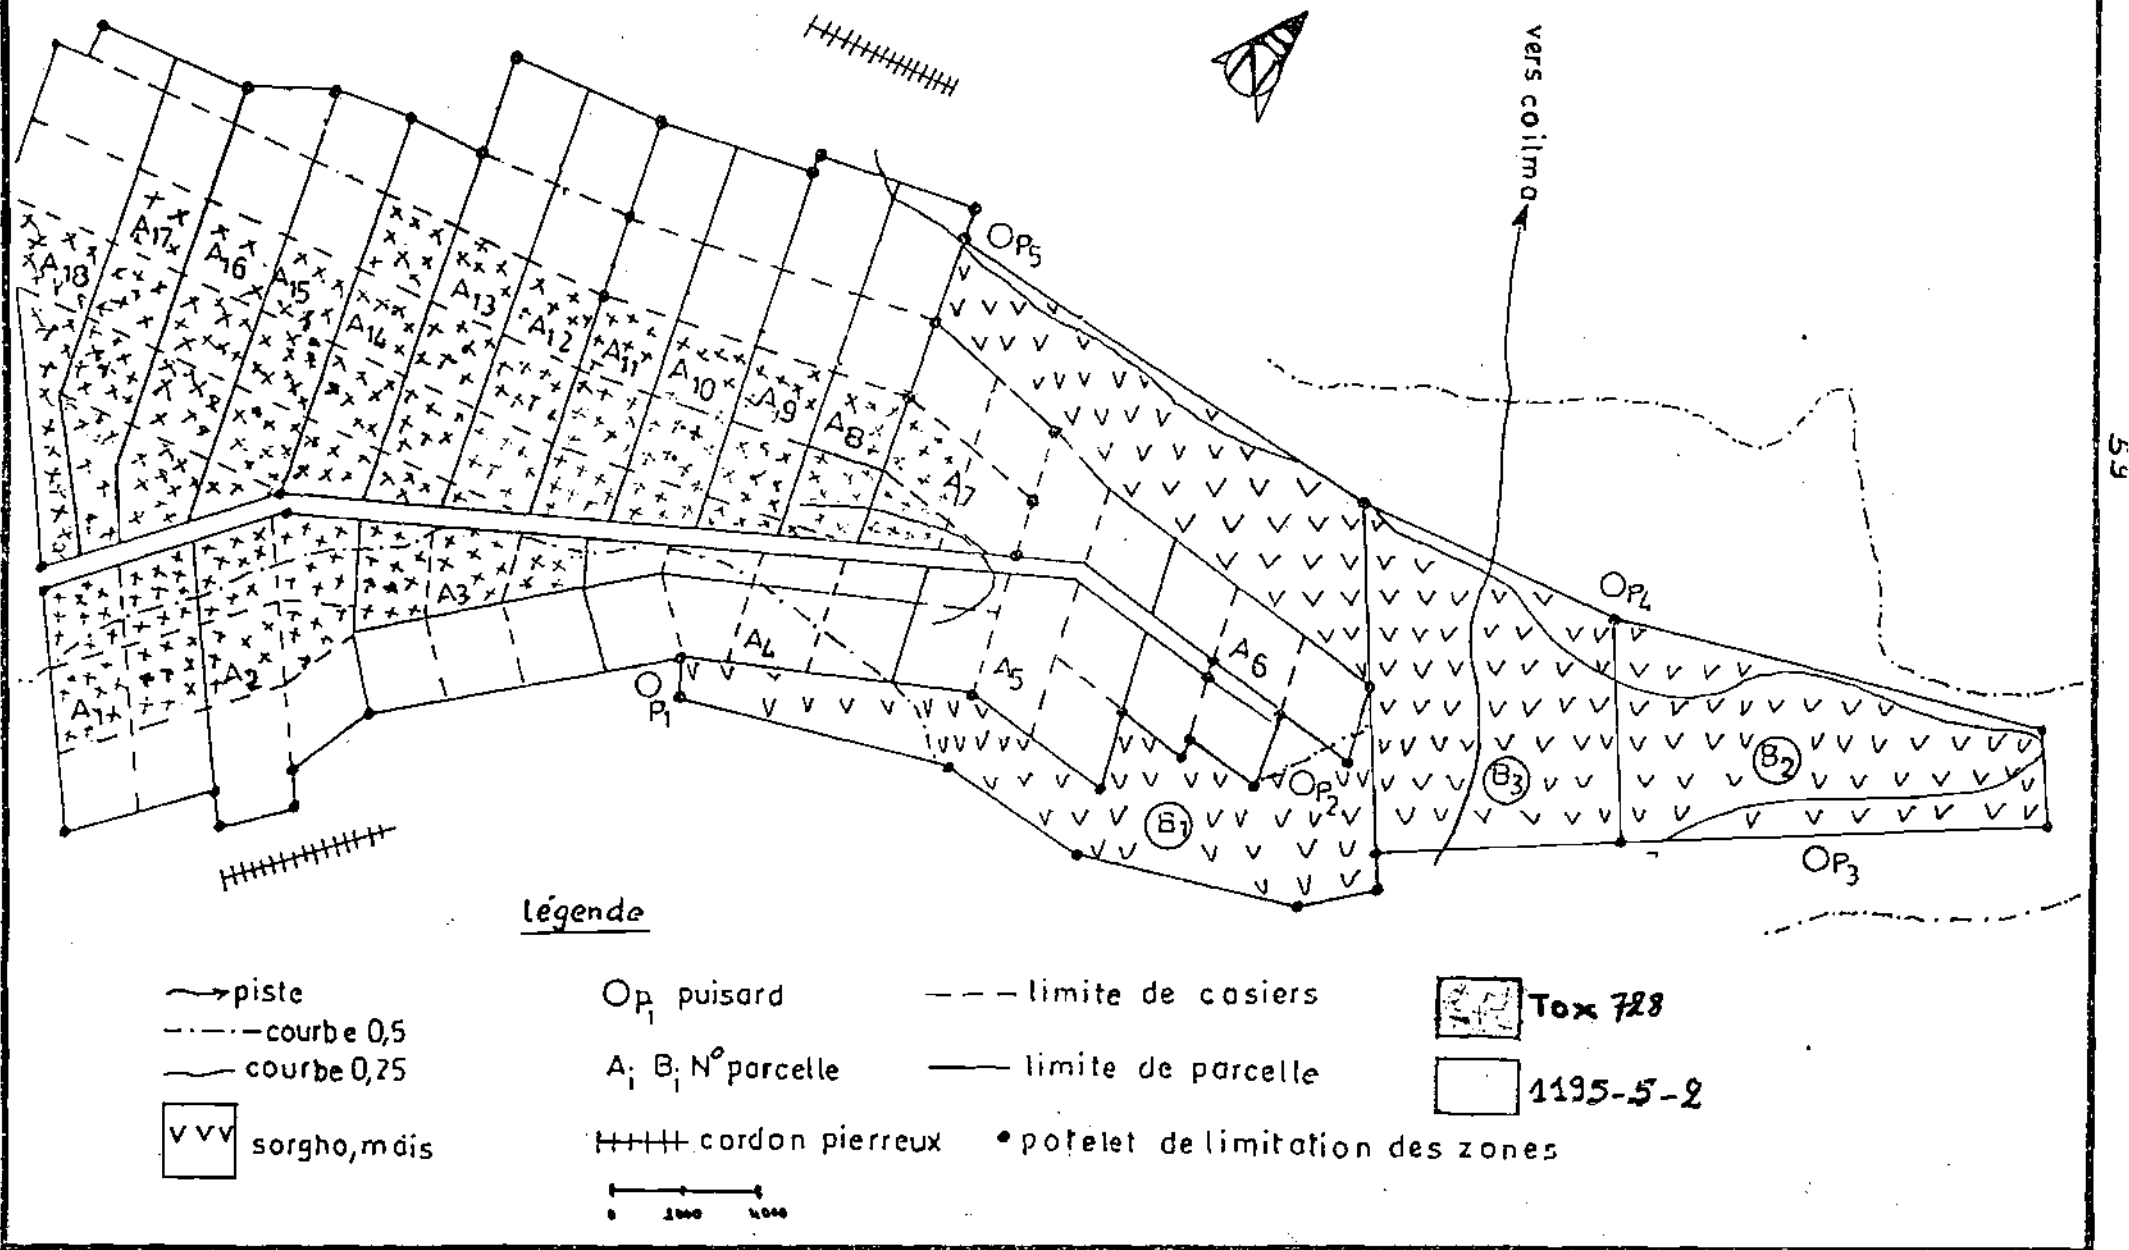 vers coilma
59
Op5
A17
A16
A18
A15
A13
A14
A12
A11
A10
A9
A8
A7
Op4
A3
A6
A4
A5
A2
A1
Op1
B2
B3
Op2
B1
Op3
légende
piste
courbe 0,5
courbe 0,25
V V V sorgho, maïs
Op1 puisard
Ai Bi N° parcelle
cordon pierreux
limite de casiers
limite de parcelle
potelet de limitation des zones
Tox 728
1195-5-2
0